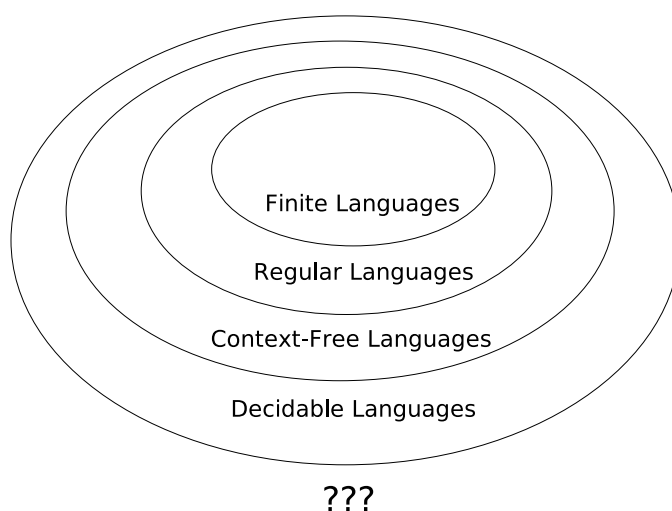 Finite Languages
Regular Languages
Context-Free Languages
Decidable Languages
???